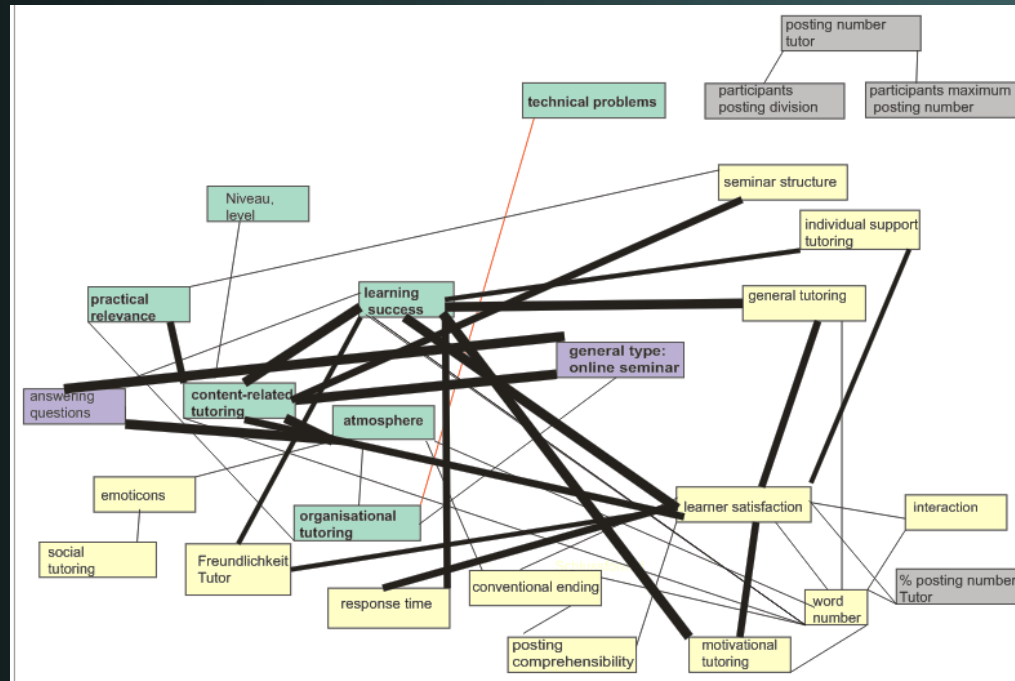 posting number
tutor
technical problems
participants
posting division
participants maximum
posting number
seminar structure
Niveau,
level
individual support
tutoring
practical
relevance
learning
success
general tutoring
general type:
online seminar
answering
questions
content-related
tutoring
atmosphere
emoticons
learner satisfaction
interaction
organisational
tutoring
social
tutoring
Freundlichkeit
Tutor
response time
conventional ending
% posting number
Tutor
word
number
posting
comprehensibility
motivational
tutoring